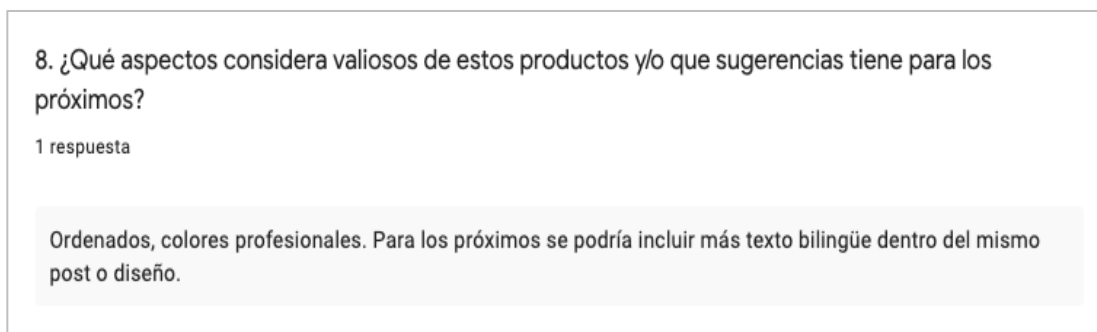 8. ¿Qué aspectos considera valiosos de estos productos y/o que sugerencias tiene para los
próximos?
1 respuesta
Ordenados, colores profesionales. Para los próximos se podría incluir más texto bilingüe dentro del mismo
post o diseño.